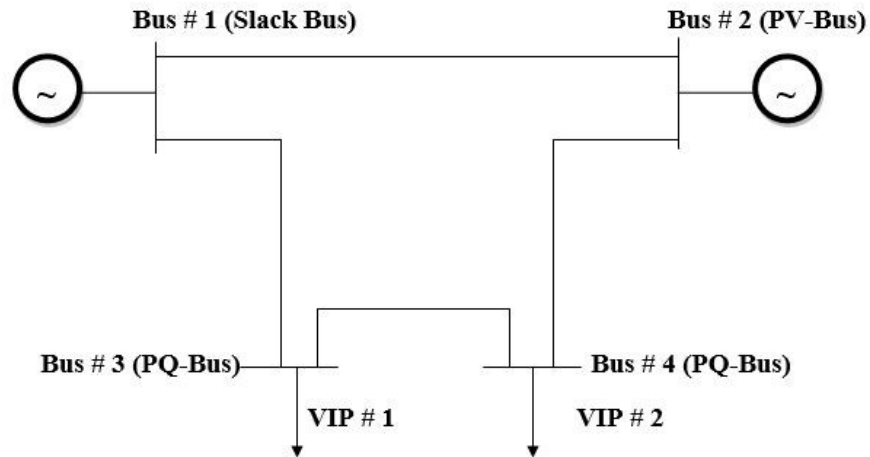 Bus # 1 (Slack Bus)
Bus # 2 (PV-Bus)
~
~
Bus # 3 (PQ-Bus)
Bus # 4 (PQ-Bus)
VIP # 1
VIP # 2